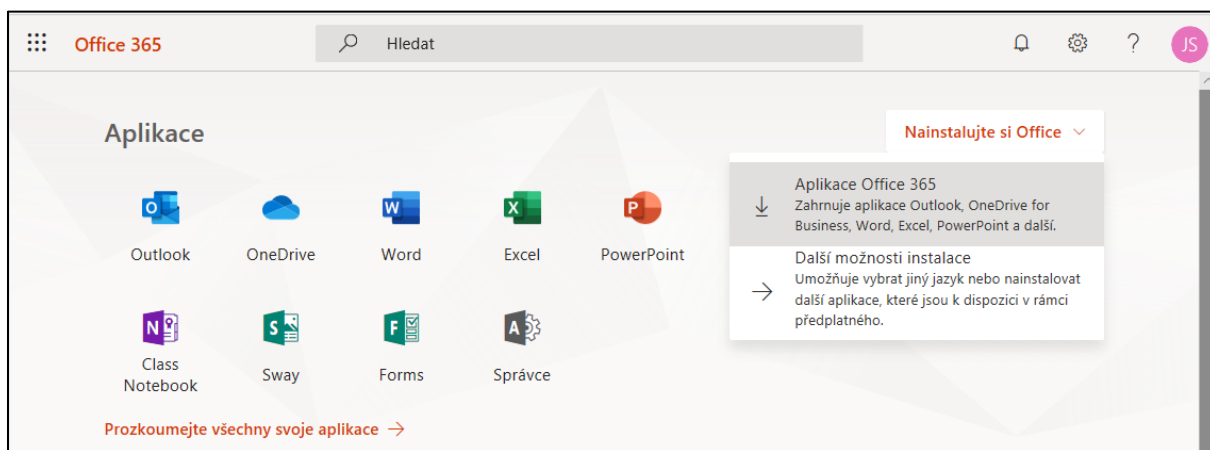 Office 365
Hledat
JS
Aplikace
Nainstalujte si Office
Aplikace Office 365
Zahrnuje aplikace Outlook, OneDrive for
Business, Word, Excel, PowerPoint a další.
Další možnosti instalace
Umožňuje vybrat jiný jazyk nebo nainstalovat
další aplikace, které jsou k dispozici v rámci
předplatného.
Outlook
OneDrive
Word
Excel
PowerPoint
Class
Notebook
Sway
Forms
Správce
Prozkoumejte všechny svoje aplikace →